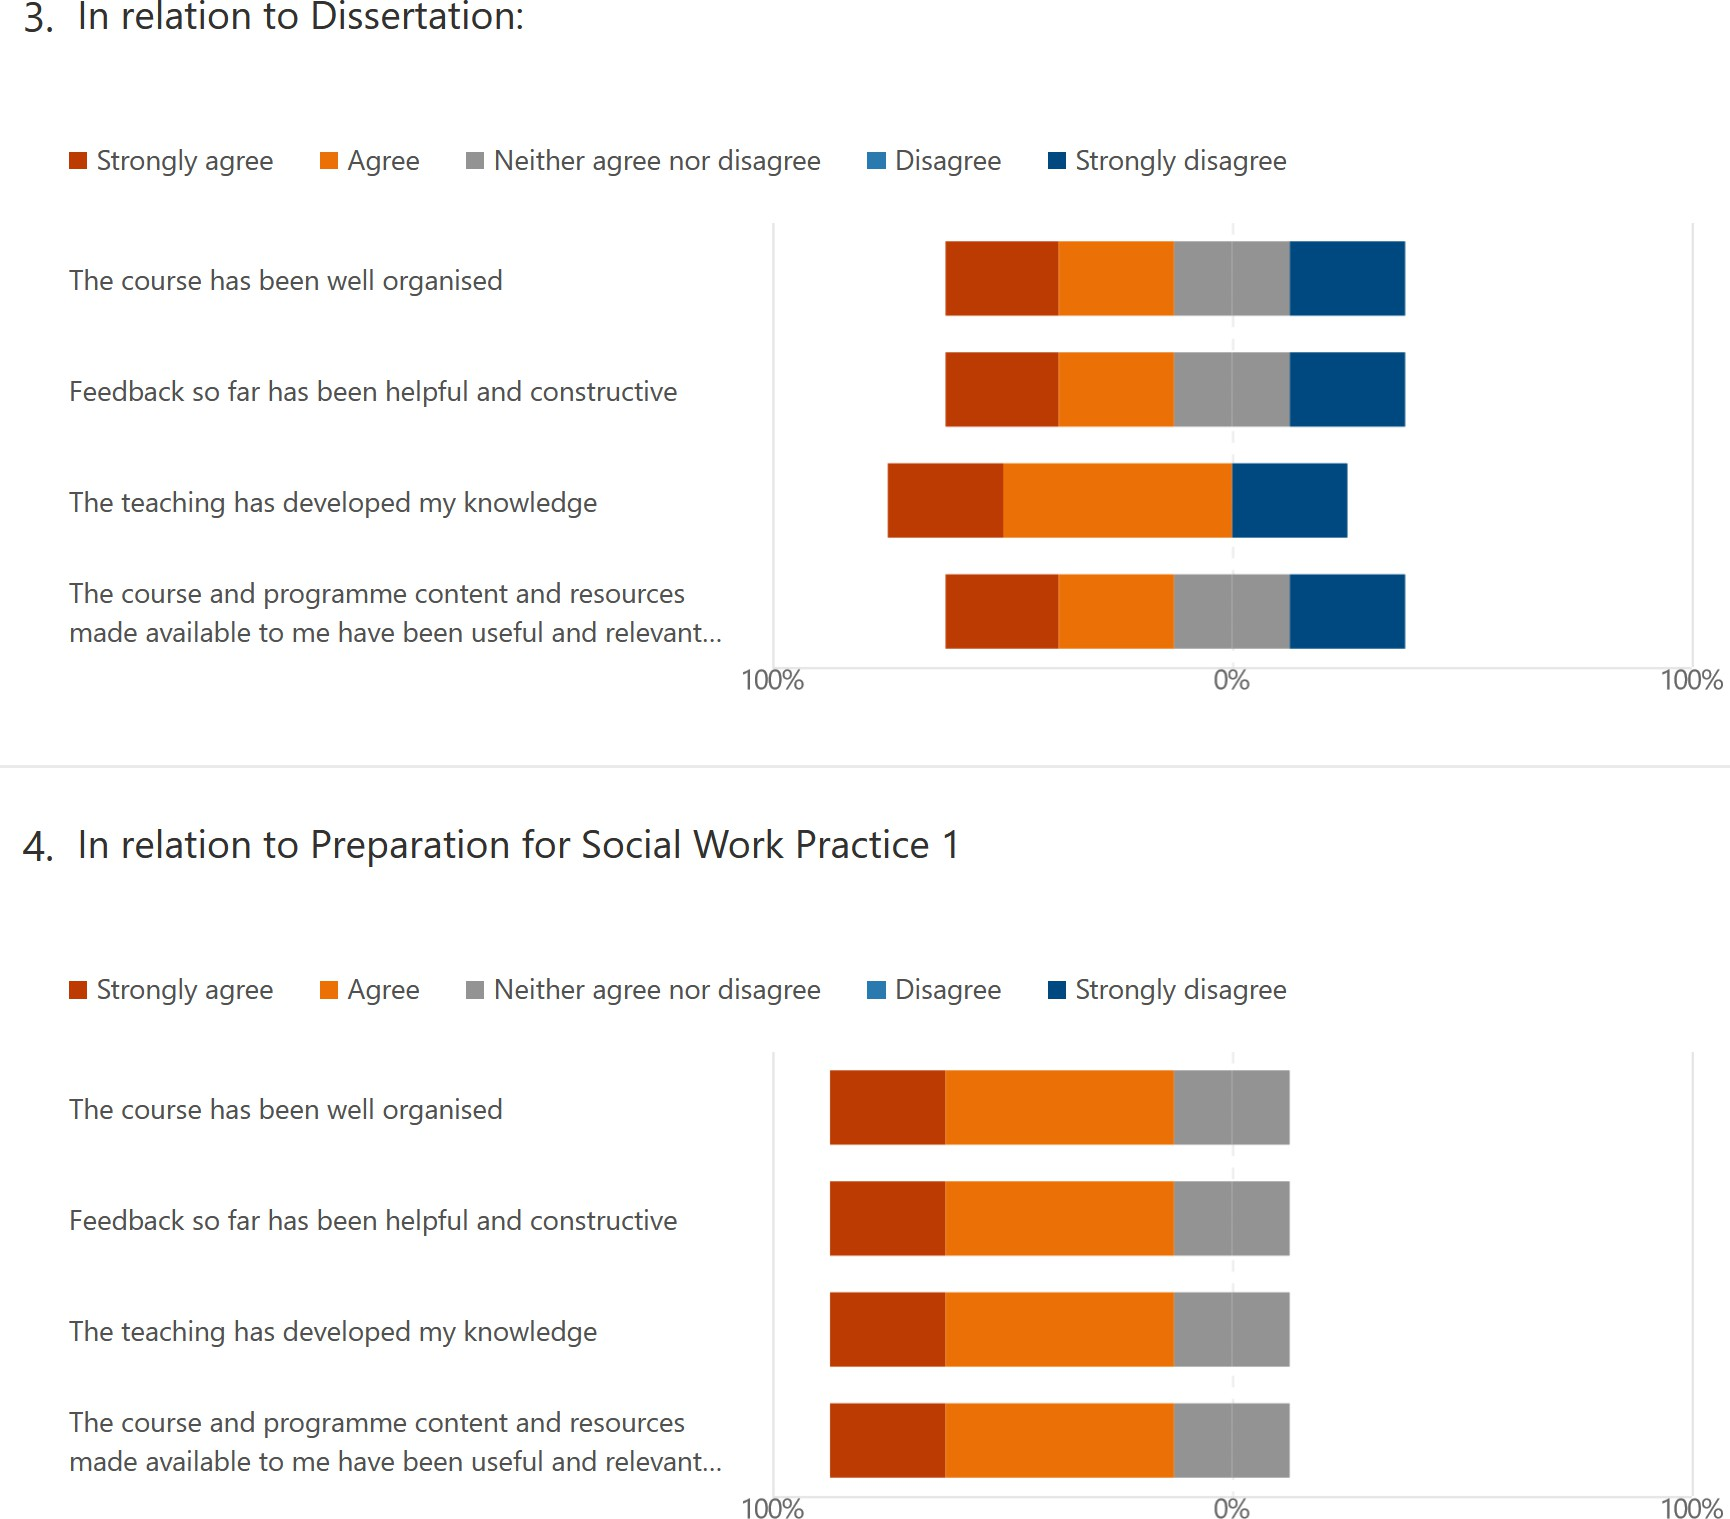 3. In relation to Dissertation:
Strongly agree Agree Neither agree nor disagree Disagree Strongly disagree
The course has been well organised
Feedback so far has been helpful and constructive
The teaching has developed my knowledge
The course and programme content and resources
made available to me have been useful and relevant...
100% 0% 100%
4. In relation to Preparation for Social Work Practice 1
Strongly agree Agree Neither agree nor disagree Disagree Strongly disagree
The course has been well organised
Feedback so far has been helpful and constructive
The teaching has developed my knowledge
The course and programme content and resources
made available to me have been useful and relevant...
100% 0% 100%